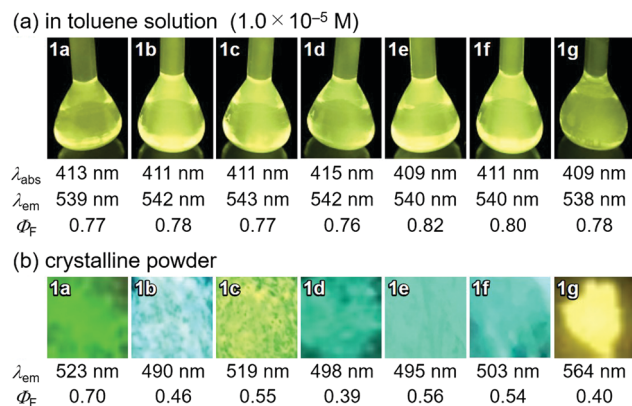 (a) in toluene solution (1.0 × 10⁻⁵ M)
1a 1b 1c 1d 1e 1f 1g
λabs 413 nm 411 nm 411 nm 415 nm 409 nm 411 nm 409 nm
λem 539 nm 542 nm 543 nm 542 nm 540 nm 540 nm 538 nm
ΦF 0.77 0.78 0.77 0.76 0.82 0.80 0.78
(b) crystalline powder
1a 1b 1c 1d 1e 1f 1g
λem 523 nm 490 nm 519 nm 498 nm 495 nm 503 nm 564 nm
ΦF 0.70 0.46 0.55 0.39 0.56 0.54 0.40